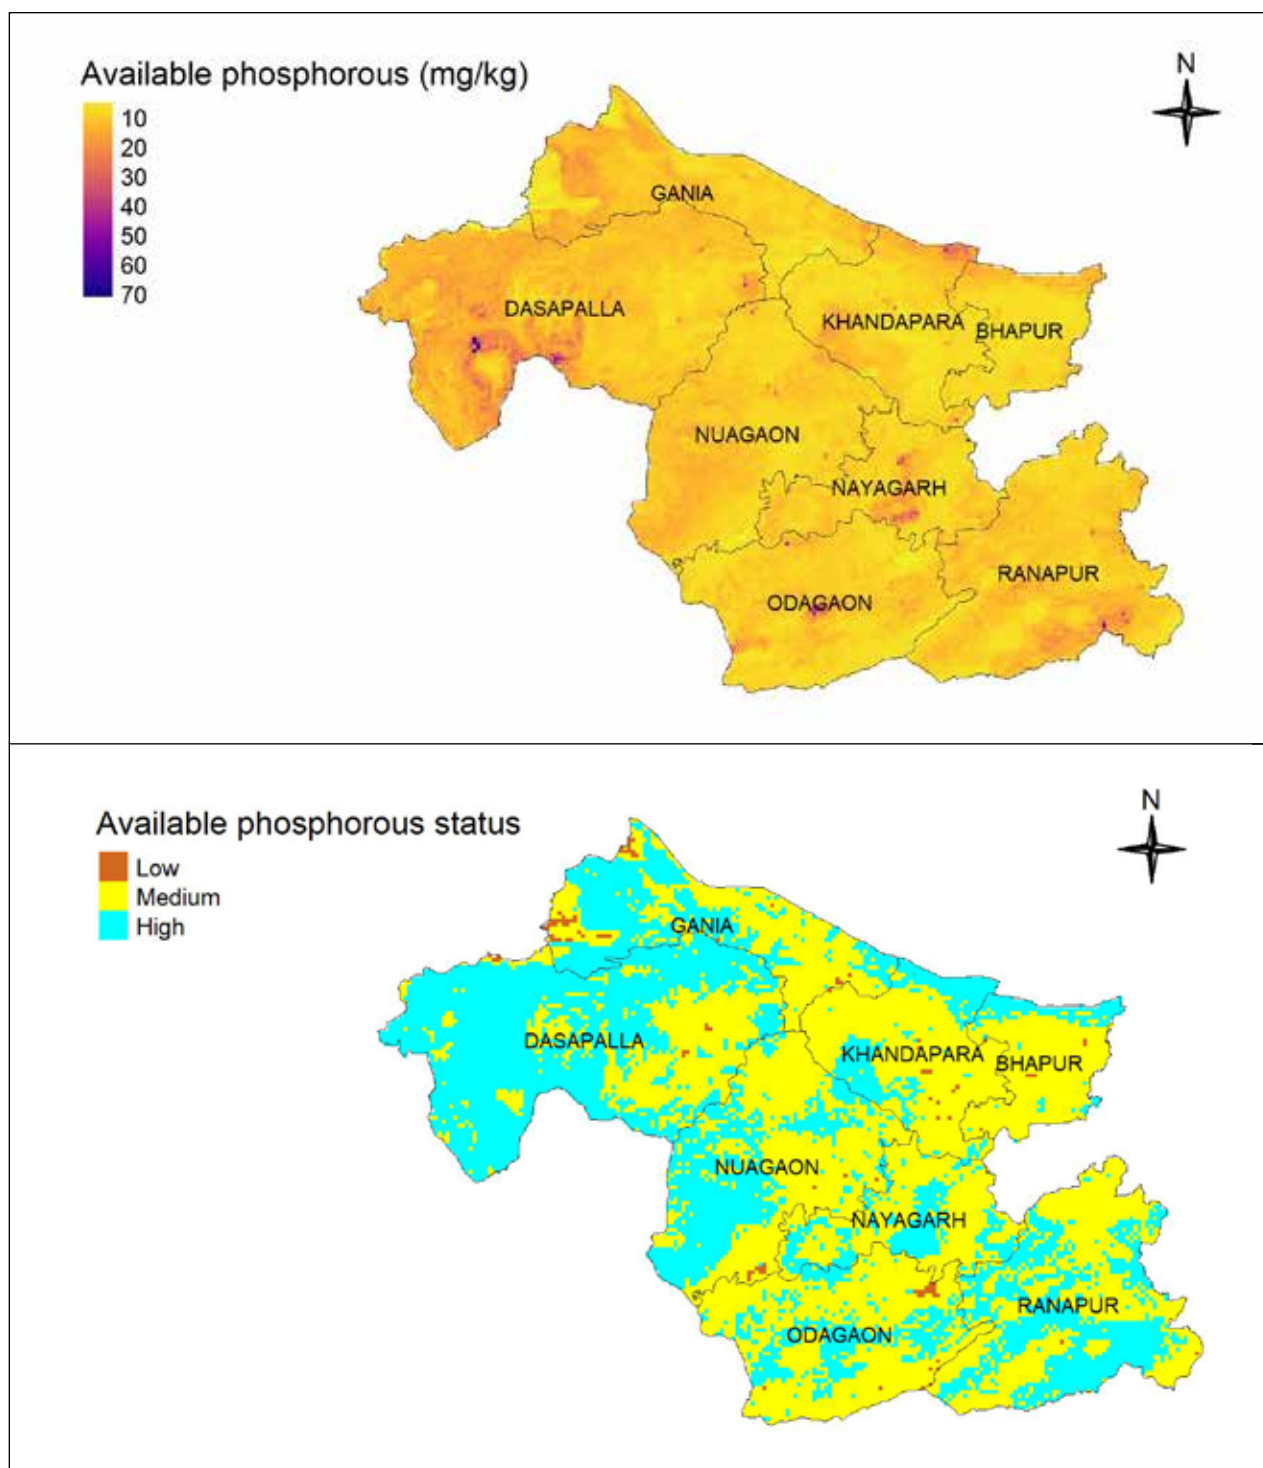 Available phosphorous (mg/kg)
N
10
20
30
40
50
60
70
GANIA
DASAPALLA
KHANDAPARA
BHAPUR
NUAGAON
NAYAGARH
RANAPUR
ODAGAON
Available phosphorous status
N
Low
Medium
High
GANIA
DASAPALLA
KHANDAPARA
BHAPUR
NUAGAON
NAYAGARH
RANAPUR
ODAGAON